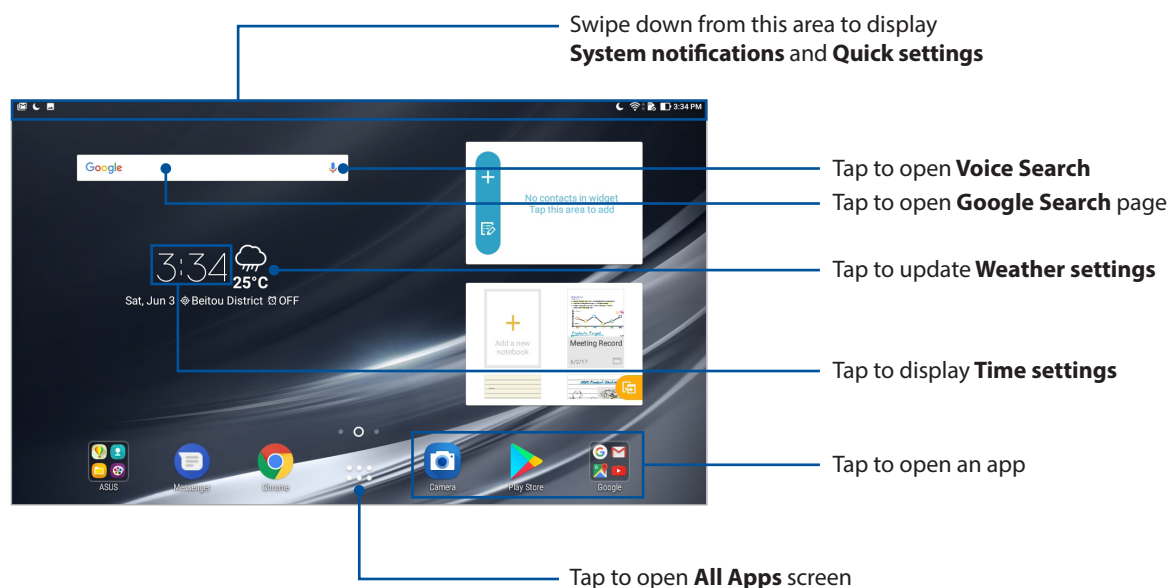 Swipe down from this area to display
System notifications and Quick settings
3:34 PM
Google
Tap to open Voice Search
No contacts in widget
Tap this area to add
Tap to open Google Search page
3:34
25°C
Tap to update Weather settings
Sat, Jun 3 Beitou District OFF
Add a new
notebook
Meeting Record
6/2/17
Tap to display Time settings
ASUS
Messenger
Chrome
Camera
Play Store
Google
Tap to open an app
Tap to open All Apps screen